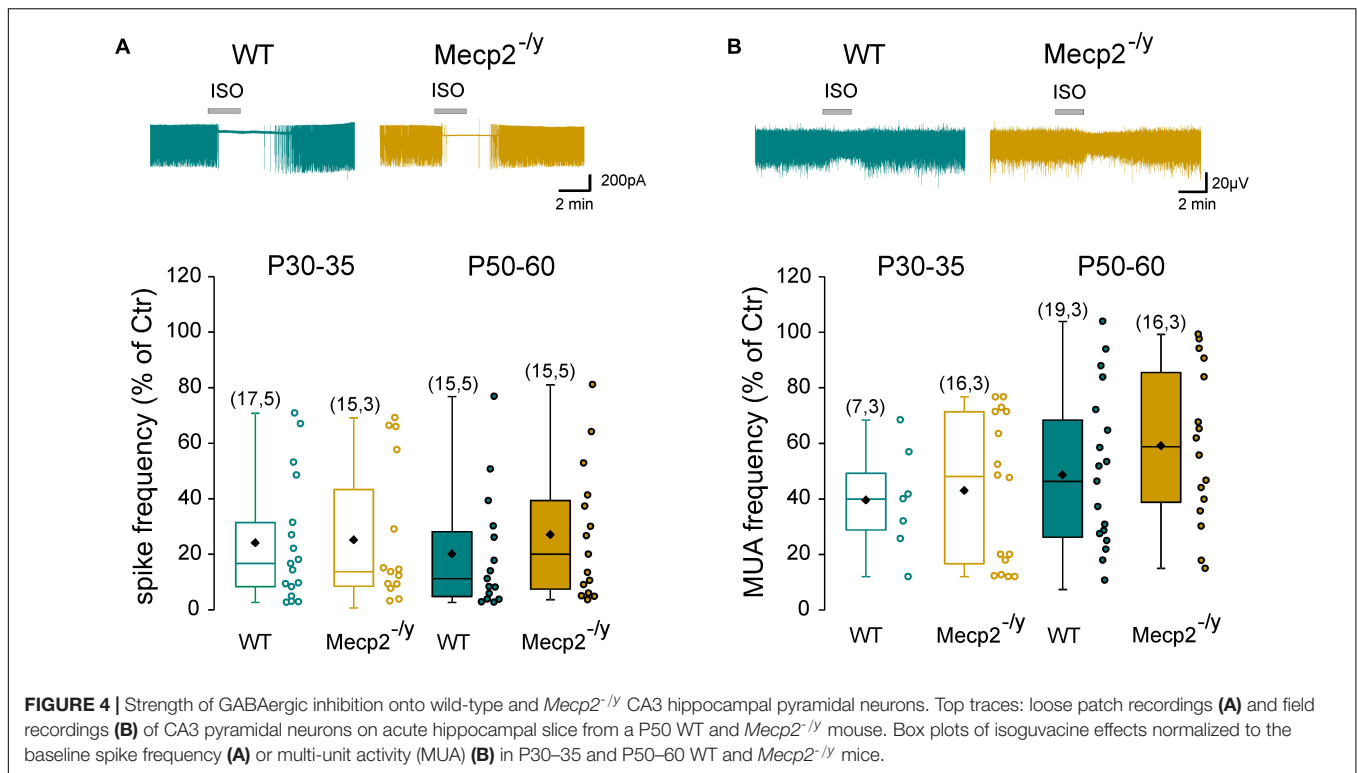 A
WT
Mecp2^-/y
ISO
ISO
200pA
2 min
B
WT
Mecp2^-/y
ISO
ISO
20µV
2 min
P30-35
P50-60
spike frequency (% of Ctr)
120
100
80
60
40
20
0
(17,5)
(15,3)
(15,5)
(15,5)
WT
Mecp2^-/y
WT
Mecp2^-/y
P30-35
P50-60
MUA frequency (% of Ctr)
120
100
80
60
40
20
0
(7,3)
(16,3)
(19,3)
(16,3)
WT
Mecp2^-/y
WT
Mecp2^-/y
FIGURE 4 | Strength of GABAergic inhibition onto wild-type and Mecp2^-/y CA3 hippocampal pyramidal neurons. Top traces: loose patch recordings (A) and field
recordings (B) of CA3 pyramidal neurons on acute hippocampal slice from a P50 WT and Mecp2^-/y mouse. Box plots of isoguvacine effects normalized to the
baseline spike frequency (A) or multi-unit activity (MUA) (B) in P30–35 and P50–60 WT and Mecp2^-/y mice.